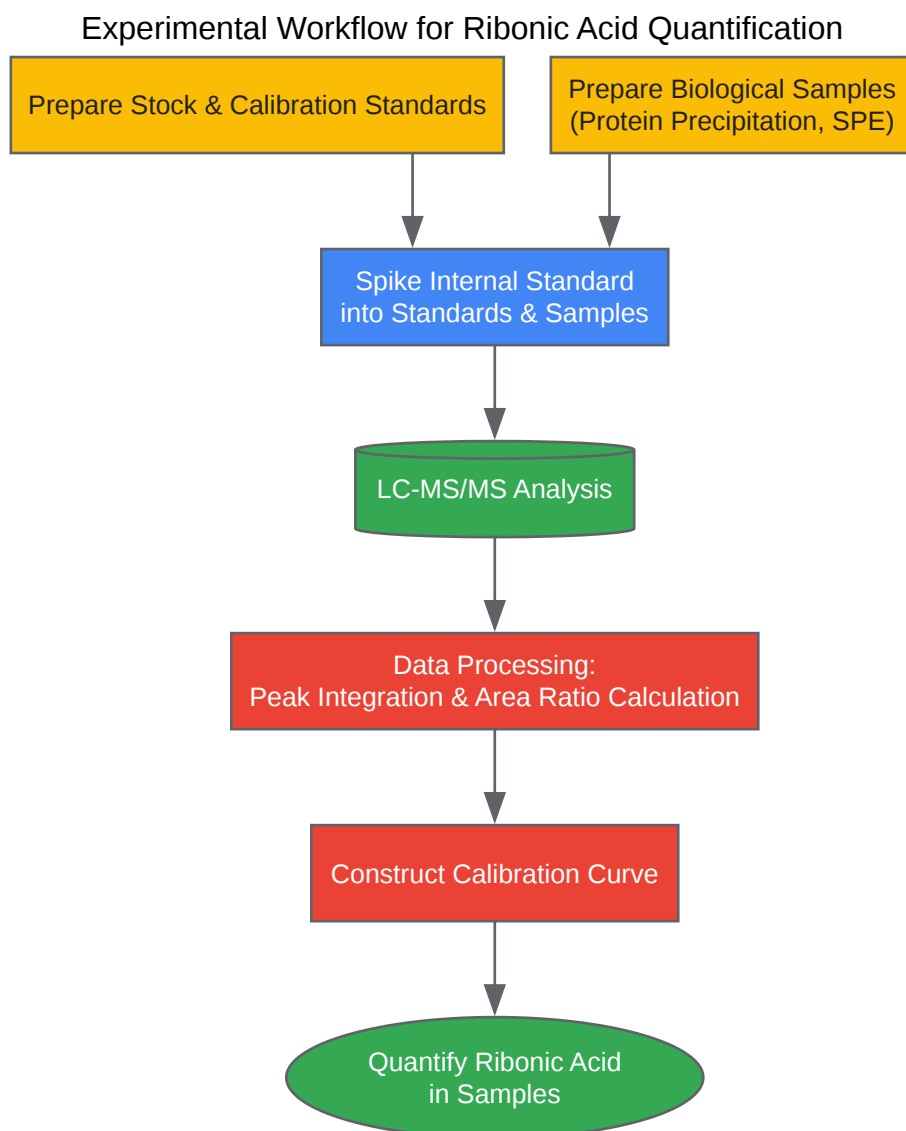 Experimental Workflow for Ribonic Acid Quantification
Prepare Stock & Calibration Standards
Prepare Biological Samples
(Protein Precipitation, SPE)
Spike Internal Standard
into Standards & Samples
LC-MS/MS Analysis
Data Processing:
Peak Integration & Area Ratio Calculation
Construct Calibration Curve
Quantify Ribonic Acid
in Samples